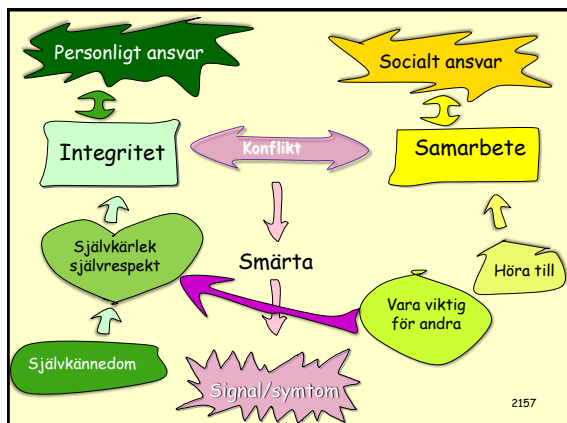 Personligt ansvar
Socialt ansvar
Integritet
Konflikt
Samarbete
Självkärlek
självrespekt
Smärta
Höra till
Vara viktig
för andra
Självkännedom
Signal/symtom
2157